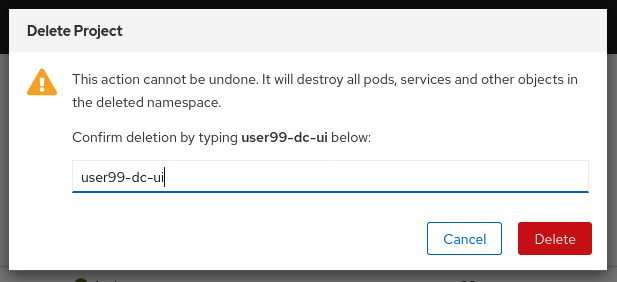 Delete Project
This action cannot be undone. It will destroy all pods, services and other objects in
the deleted namespace.
Confirm deletion by typing user99-dc-ui below:
user99-dc-ui
Cancel
Delete